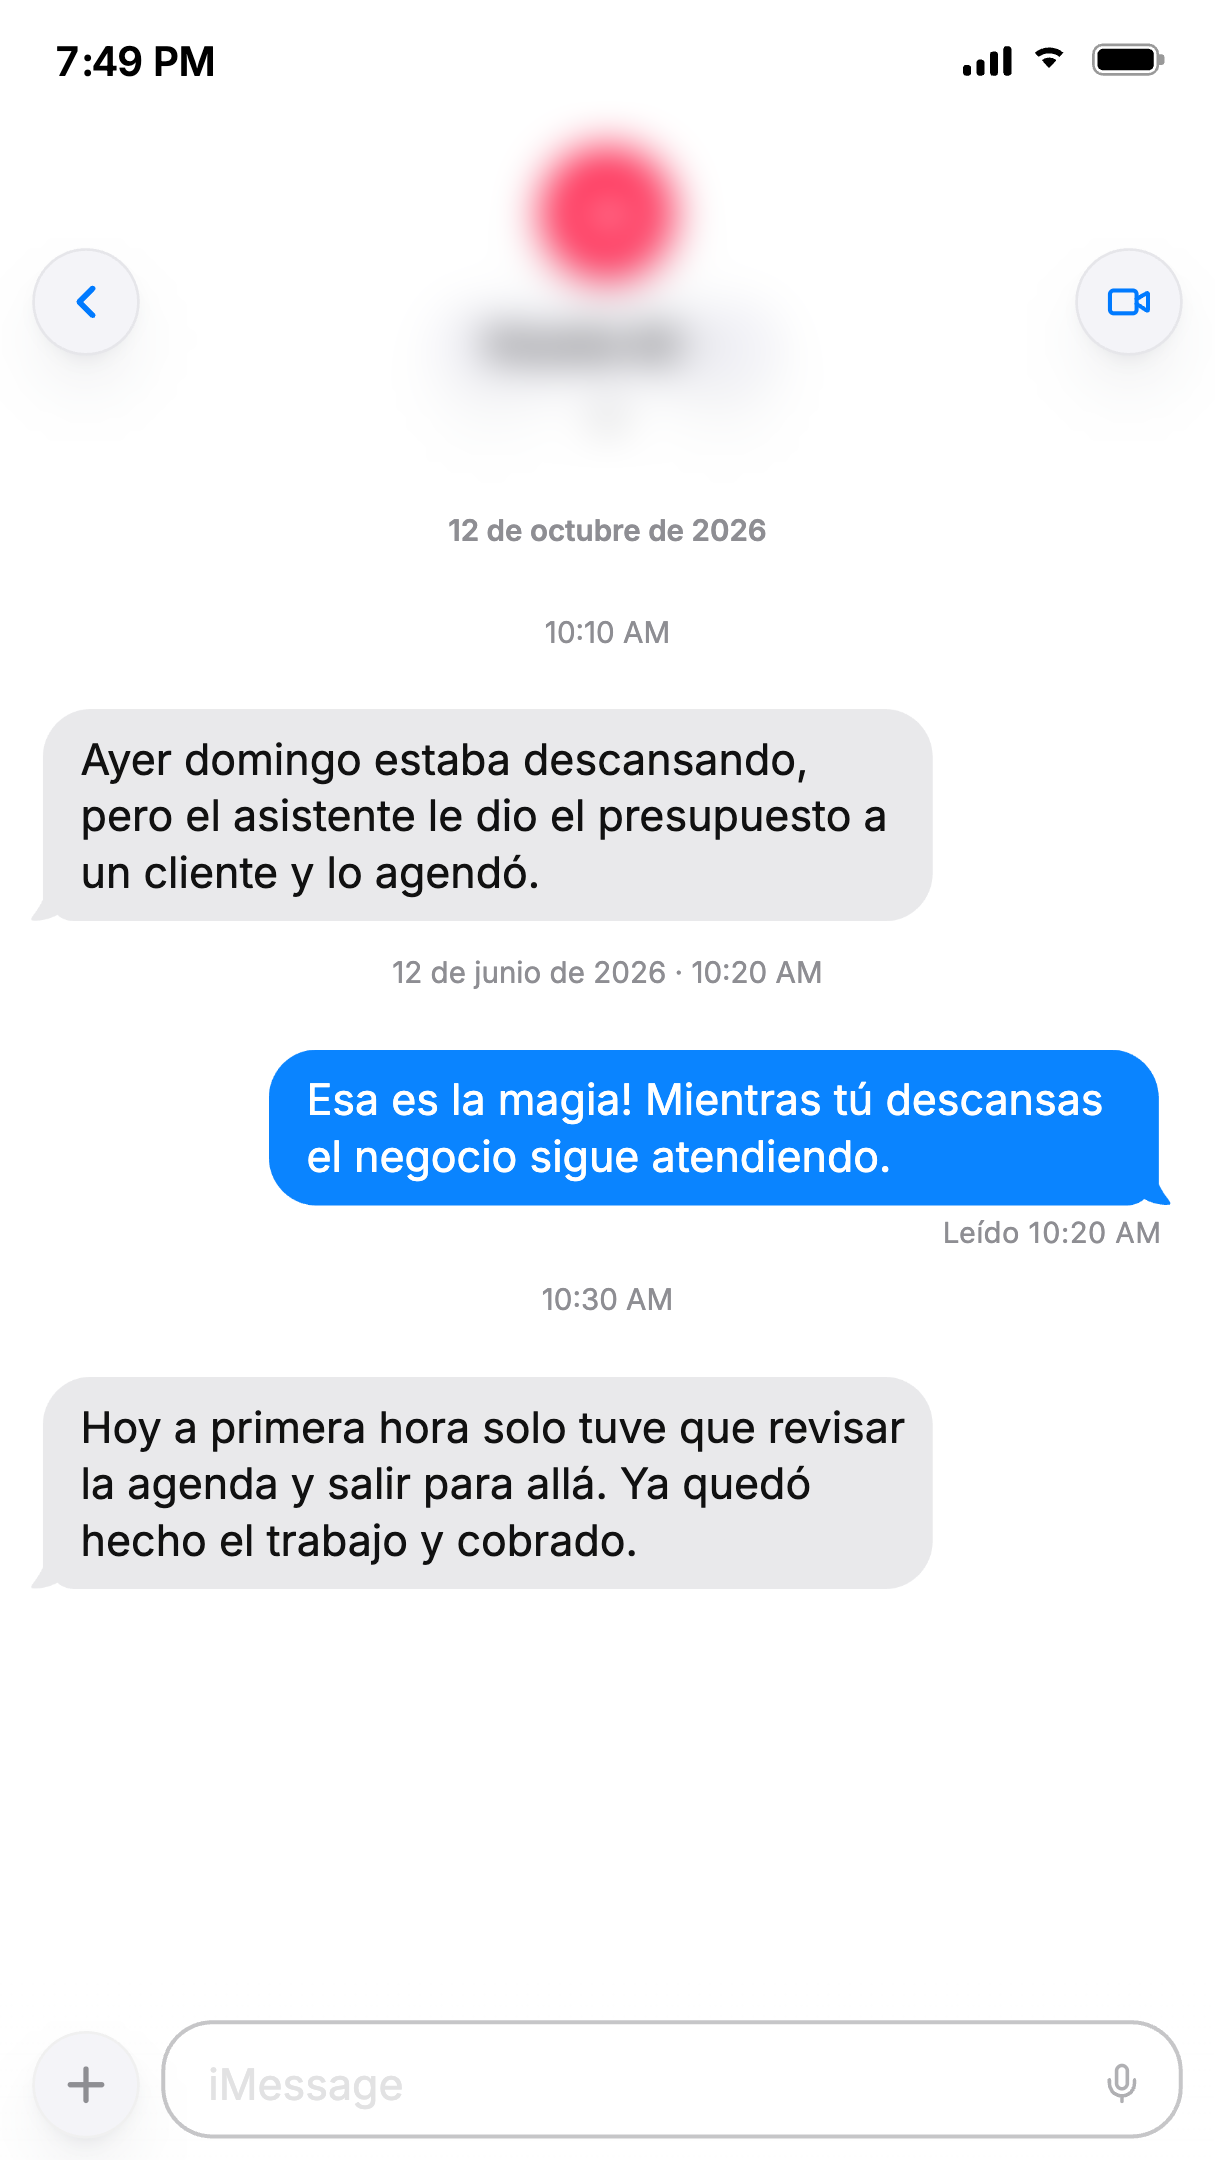 7:49 PM
12 de octubre de 2026
10:10 AM
Ayer domingo estaba descansando,
pero el asistente le dio el presupuesto a
un cliente y lo agendó.
12 de junio de 2026 · 10:20 AM
Esa es la magia! Mientras tú descansas
el negocio sigue atendiendo.
Leído 10:20 AM
10:30 AM
Hoy a primera hora solo tuve que revisar
la agenda y salir para allá. Ya quedó
hecho el trabajo y cobrado.
iMessage